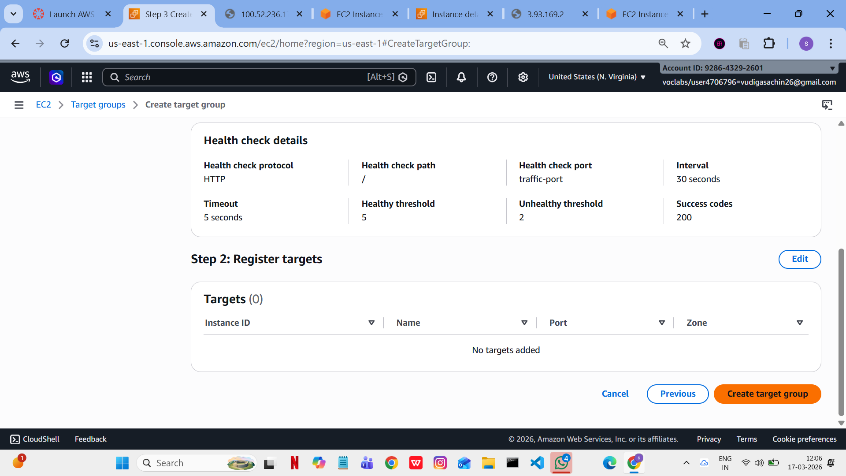 Launch AWS
Step 3 Create
100.52.236.1
EC2 Instance
Instance det
3.93.169.2
EC2 Instanc
us-east-1.console.aws.amazon.com/ec2/home?region=us-east-1#CreateTargetGroup:
aws
Search
[Alt+S]
United States (N. Virginia)
Account ID: 9286-4329-2601
voclabs/user4706796=vudigasachin26@gmail.com
EC2
Target groups
Create target group
Health check details
Health check protocol
Health check path
Health check port
Interval
HTTP
/
traffic-port
30 seconds
Timeout
Healthy threshold
Unhealthy threshold
Success codes
5 seconds
5
2
200
Step 2: Register targets
Edit
Targets (0)
Instance ID
Name
Port
Zone
No targets added
Cancel
Previous
Create target group
CloudShell
Feedback
© 2026, Amazon Web Services, Inc. or its affiliates.
Privacy
Terms
Cookie preferences
1
Search
4
ENG
IN
12:06
17-03-2026